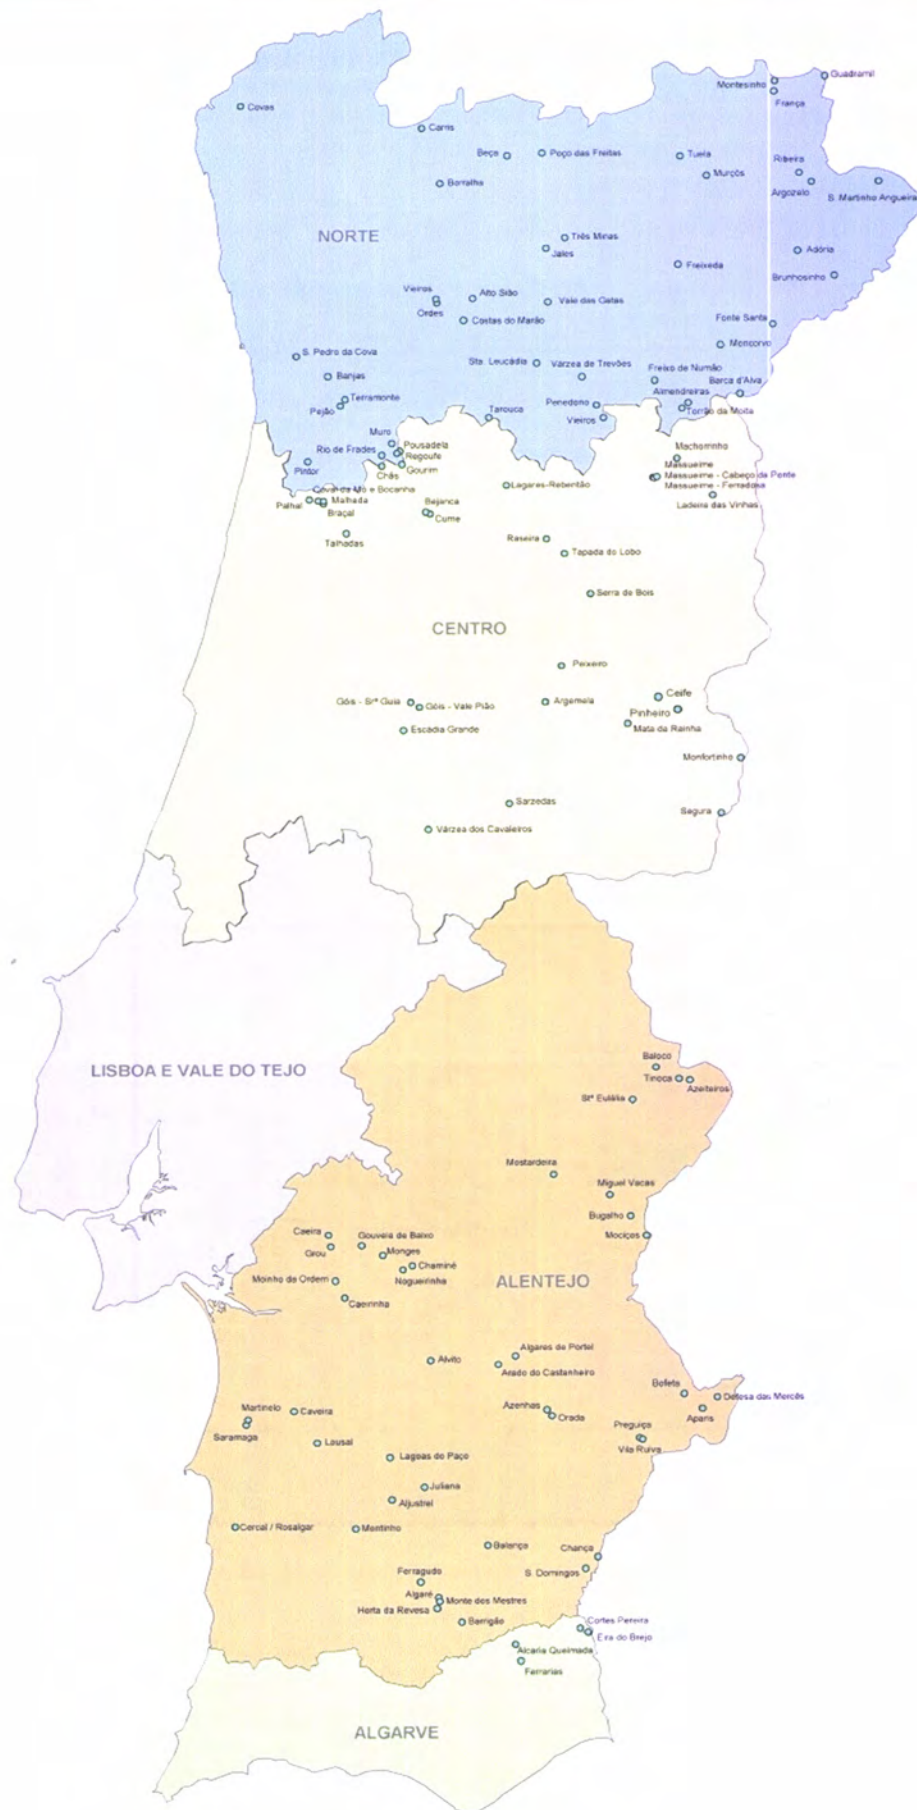 Guadramil
Montesinho
França
Covas
Carris
Beça
Poço das Freitas
Tuela
Ribeira
Murçós
Argozelo
Borralha
S. Martinho Angueira
NORTE
Três Minas
Jales
Adória
Freixeda
Brunhosinho
Vieiros
Alto Sião
Vale das Gatas
Ordes
Costas do Marão
Fonte Santa
Moncorvo
S. Pedro da Cova
Sta. Leucádia
Várzea de Trevões
Banjas
Freixo de Numão
Barca d'Alva
Almendreiras
Terramonte
Pejão
Penedono
Torrão da Moita
Tarouca
Vieiros
Muro
Pousadela
Rio de Frades
Regoufe
Machorrinho
Pintor
Chãs
Gourim
Massueime
Massueime - Cabeço da Ponte
Massueime - Ferradosa
Coval da Mó e Bocanha
Lagares-Rebentão
Palhal
Malhada
Bejanca
Ladeira das Vinhas
Braçal
Cume
Talhadas
Raseira
Tapada do Lobo
Serra de Bois
CENTRO
Peixeiro
Ceife
Góis - Srª Guia
Góis - Vale Pião
Argemela
Pinheiro
Mata da Rainha
Escadia Grande
Monfortinho
Sarzedas
Segura
Várzea dos Cavaleiros
LISBOA E VALE DO TEJO
Baloco
Tinoca
Azeiteiros
Stª Eulália
Mostardeira
Miguel Vacas
Bugalho
Caeira
Gouveia de Baixo
Mociços
Grou
Monges
Chaminé
Moinho da Ordem
Nogueirinha
ALENTEJO
Caeirinha
Algares de Portel
Alvito
Arado do Castanheiro
Bofeta
Defesa das Mercês
Martinelo
Caveira
Azenhas
Orada
Aparis
Saramaga
Preguiça
Lousal
Vila Ruiva
Lagoas do Paço
Juliana
Aljustrel
Cercal / Rosalgar
Montinho
Balança
Chança
Ferragudo
S. Domingos
Algaré
Monte dos Mestres
Horta da Revesa
Barrigão
Cortes Pereira
Eira do Brejo
Alcaria Queimada
Ferrarias
ALGARVE